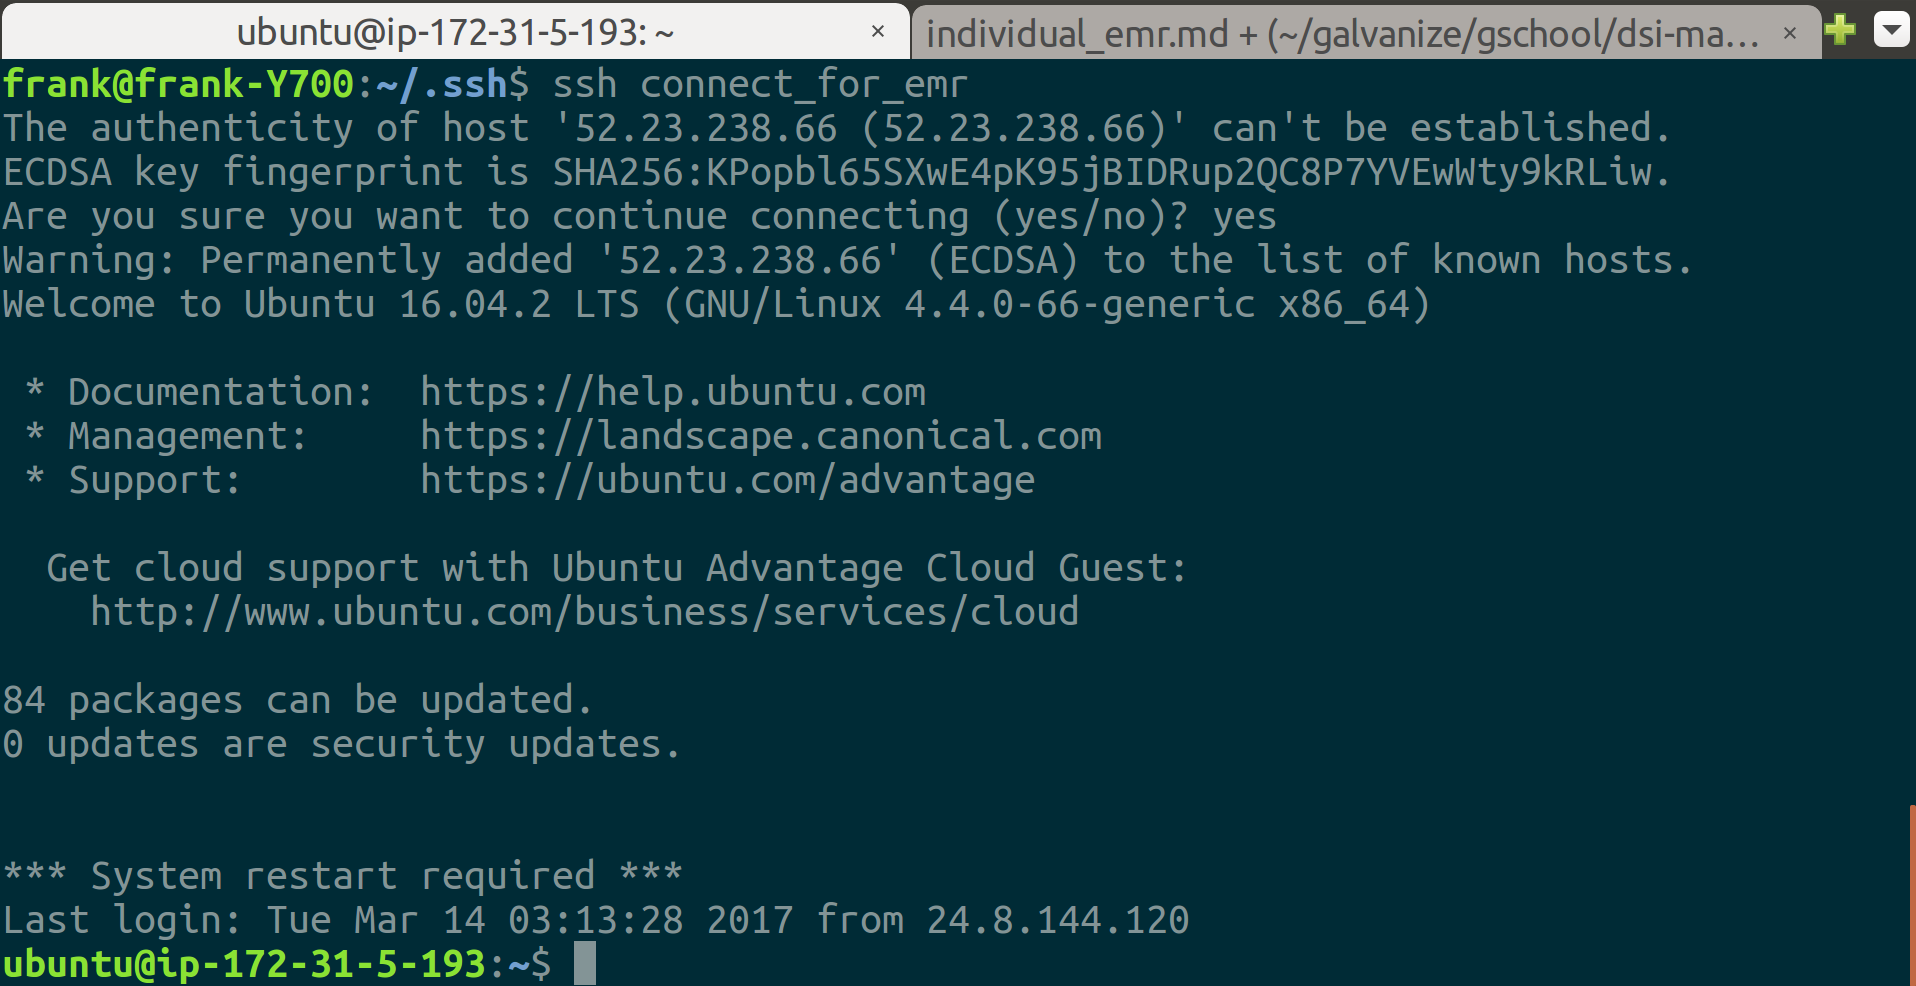 ubuntu@ip-172-31-5-193: ~ ×
individual_emr.md + (~/galvanize/gschool/dsi-ma... ×
frank@frank-Y700:~/.ssh$ ssh connect_for_emr
The authenticity of host '52.23.238.66 (52.23.238.66)' can't be established.
ECDSA key fingerprint is SHA256:KPopbl65SXwE4pK95jBIDRup2QC8P7YVEwWty9kRLiw.
Are you sure you want to continue connecting (yes/no)? yes
Warning: Permanently added '52.23.238.66' (ECDSA) to the list of known hosts.
Welcome to Ubuntu 16.04.2 LTS (GNU/Linux 4.4.0-66-generic x86_64)
* Documentation:  https://help.ubuntu.com
* Management:     https://landscape.canonical.com
* Support:        https://ubuntu.com/advantage
Get cloud support with Ubuntu Advantage Cloud Guest:
http://www.ubuntu.com/business/services/cloud
84 packages can be updated.
0 updates are security updates.
*** System restart required ***
Last login: Tue Mar 14 03:13:28 2017 from 24.8.144.120
ubuntu@ip-172-31-5-193:~$